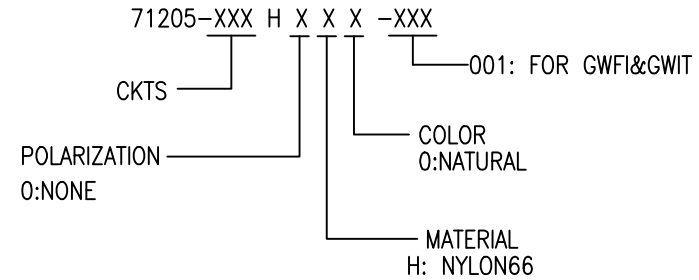 71205-XXX H X X X -XXX
001: FOR GWFI&GWIT
CKTS
COLOR
0:NATURAL
POLARIZATION
0:NONE
MATERIAL
H: NYLON66